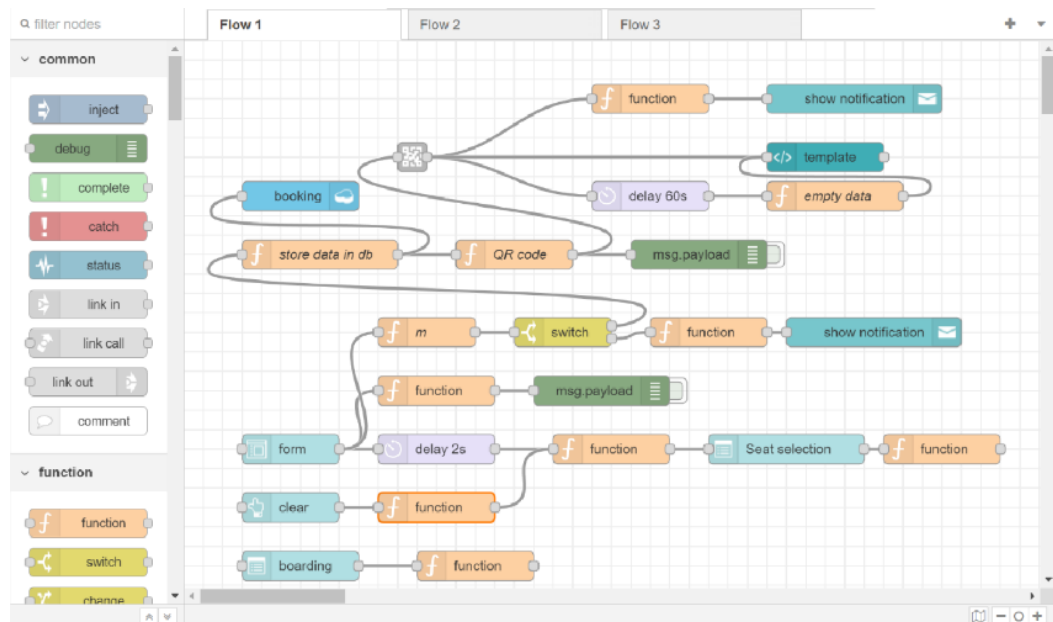 filter nodes
Flow 1
Flow 2
Flow 3
common
inject
debug
complete
catch
status
link in
link call
link out
comment
function
function
switch
change
function
show notification
template
booking
delay 60s
empty data
store data in db
QR code
msg.payload
m
switch
function
show notification
function
msg.payload
form
delay 2s
function
Seat selection
function
clear
function
boarding
function